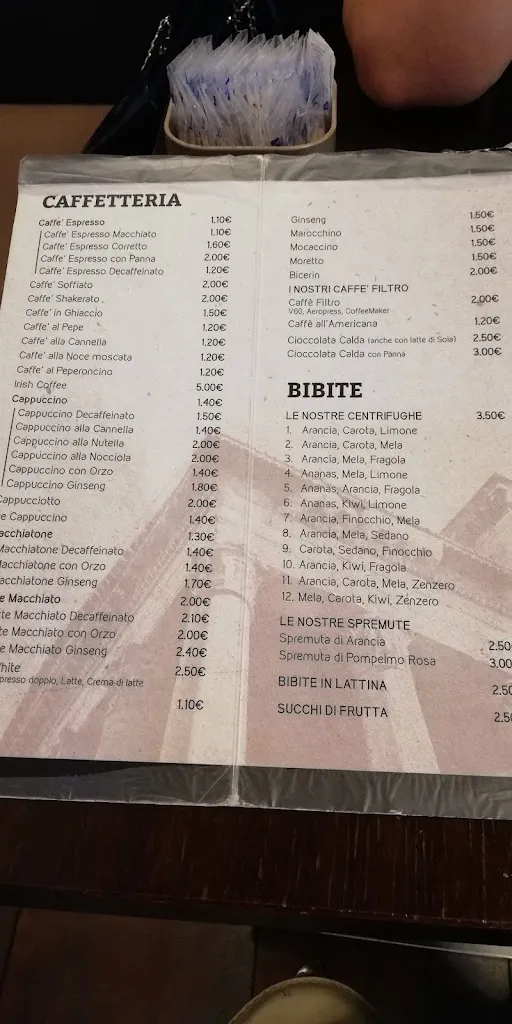 CAFFETTERIA
Caffe' Espresso 1.10€
Caffe' Espresso Macchiato 1.10€
Caffe' Espresso Corretto 1.60€
Caffe' Espresso con Panna 2.00€
Caffe' Espresso Decaffeinato 1.20€
Caffe' Soffiato 2.00€
Caffe' Shakerato 2.00€
Caffe' in Ghiaccio 1.50€
Caffe' al Pepe 1.20€
Caffe' alla Cannella 1.20€
Caffe' alla Noce moscata 1.20€
Caffe' al Peperoncino 1.20€
Irish Coffee 5.00€
Cappuccino 1.40€
Cappuccino Decaffeinato 1.50€
Cappuccino alla Cannella 1.40€
Cappuccino alla Nutella 2.00€
Cappuccino alla Nocciola 2.00€
Cappuccino con Orzo 1.40€
Cappuccino Ginseng 1.80€
Cappucciotto 2.00€
e Cappuccino 1.40€
acchiatone 1.30€
Macchiatone Decaffeinato 1.40€
Macchiatone con Orzo 1.40€
Macchiatone Ginseng 1.70€
e Macchiato 2.00€
te Macchiato Decaffeinato 2.10€
te Macchiato con Orzo 2.00€
e Macchiato Ginseng 2.40€
White 2.50€
presso doppio, Latte, Crema di latte
1.10€
Ginseng 1.50€
Marocchino 1.50€
Mocaccino 1.50€
Moretto 1.50€
Bicerin 2.00€
I NOSTRI CAFFE' FILTRO
Caffè Filtro 2.00€
V60, Aeropress, CoffeeMaker
Caffè all'Americana 1.20€
Cioccolata Calda (anche con latte di Soia) 2.50€
Cioccolata Calda con Panna 3.00€
BIBITE
LE NOSTRE CENTRIFUGHE 3.50€
1. Arancia, Carota, Limone
2. Arancia, Carota, Mela
3. Arancia, Mela, Fragola
4. Ananas, Mela, Limone
5. Ananas, Arancia, Fragola
6. Ananas, Kiwi, Limone
7. Arancia, Finocchio, Mela
8. Arancia, Mela, Sedano
9. Carota, Sedano, Finocchio
10. Arancia, Kiwi, Fragola
11. Arancia, Carota, Mela, Zenzero
12. Mela, Carota, Kiwi, Zenzero
LE NOSTRE SPREMUTE
Spremuta di Arancia 2.50
Spremuta di Pompelmo Rosa 3.00
BIBITE IN LATTINA 2.50
SUCCHI DI FRUTTA 2.50